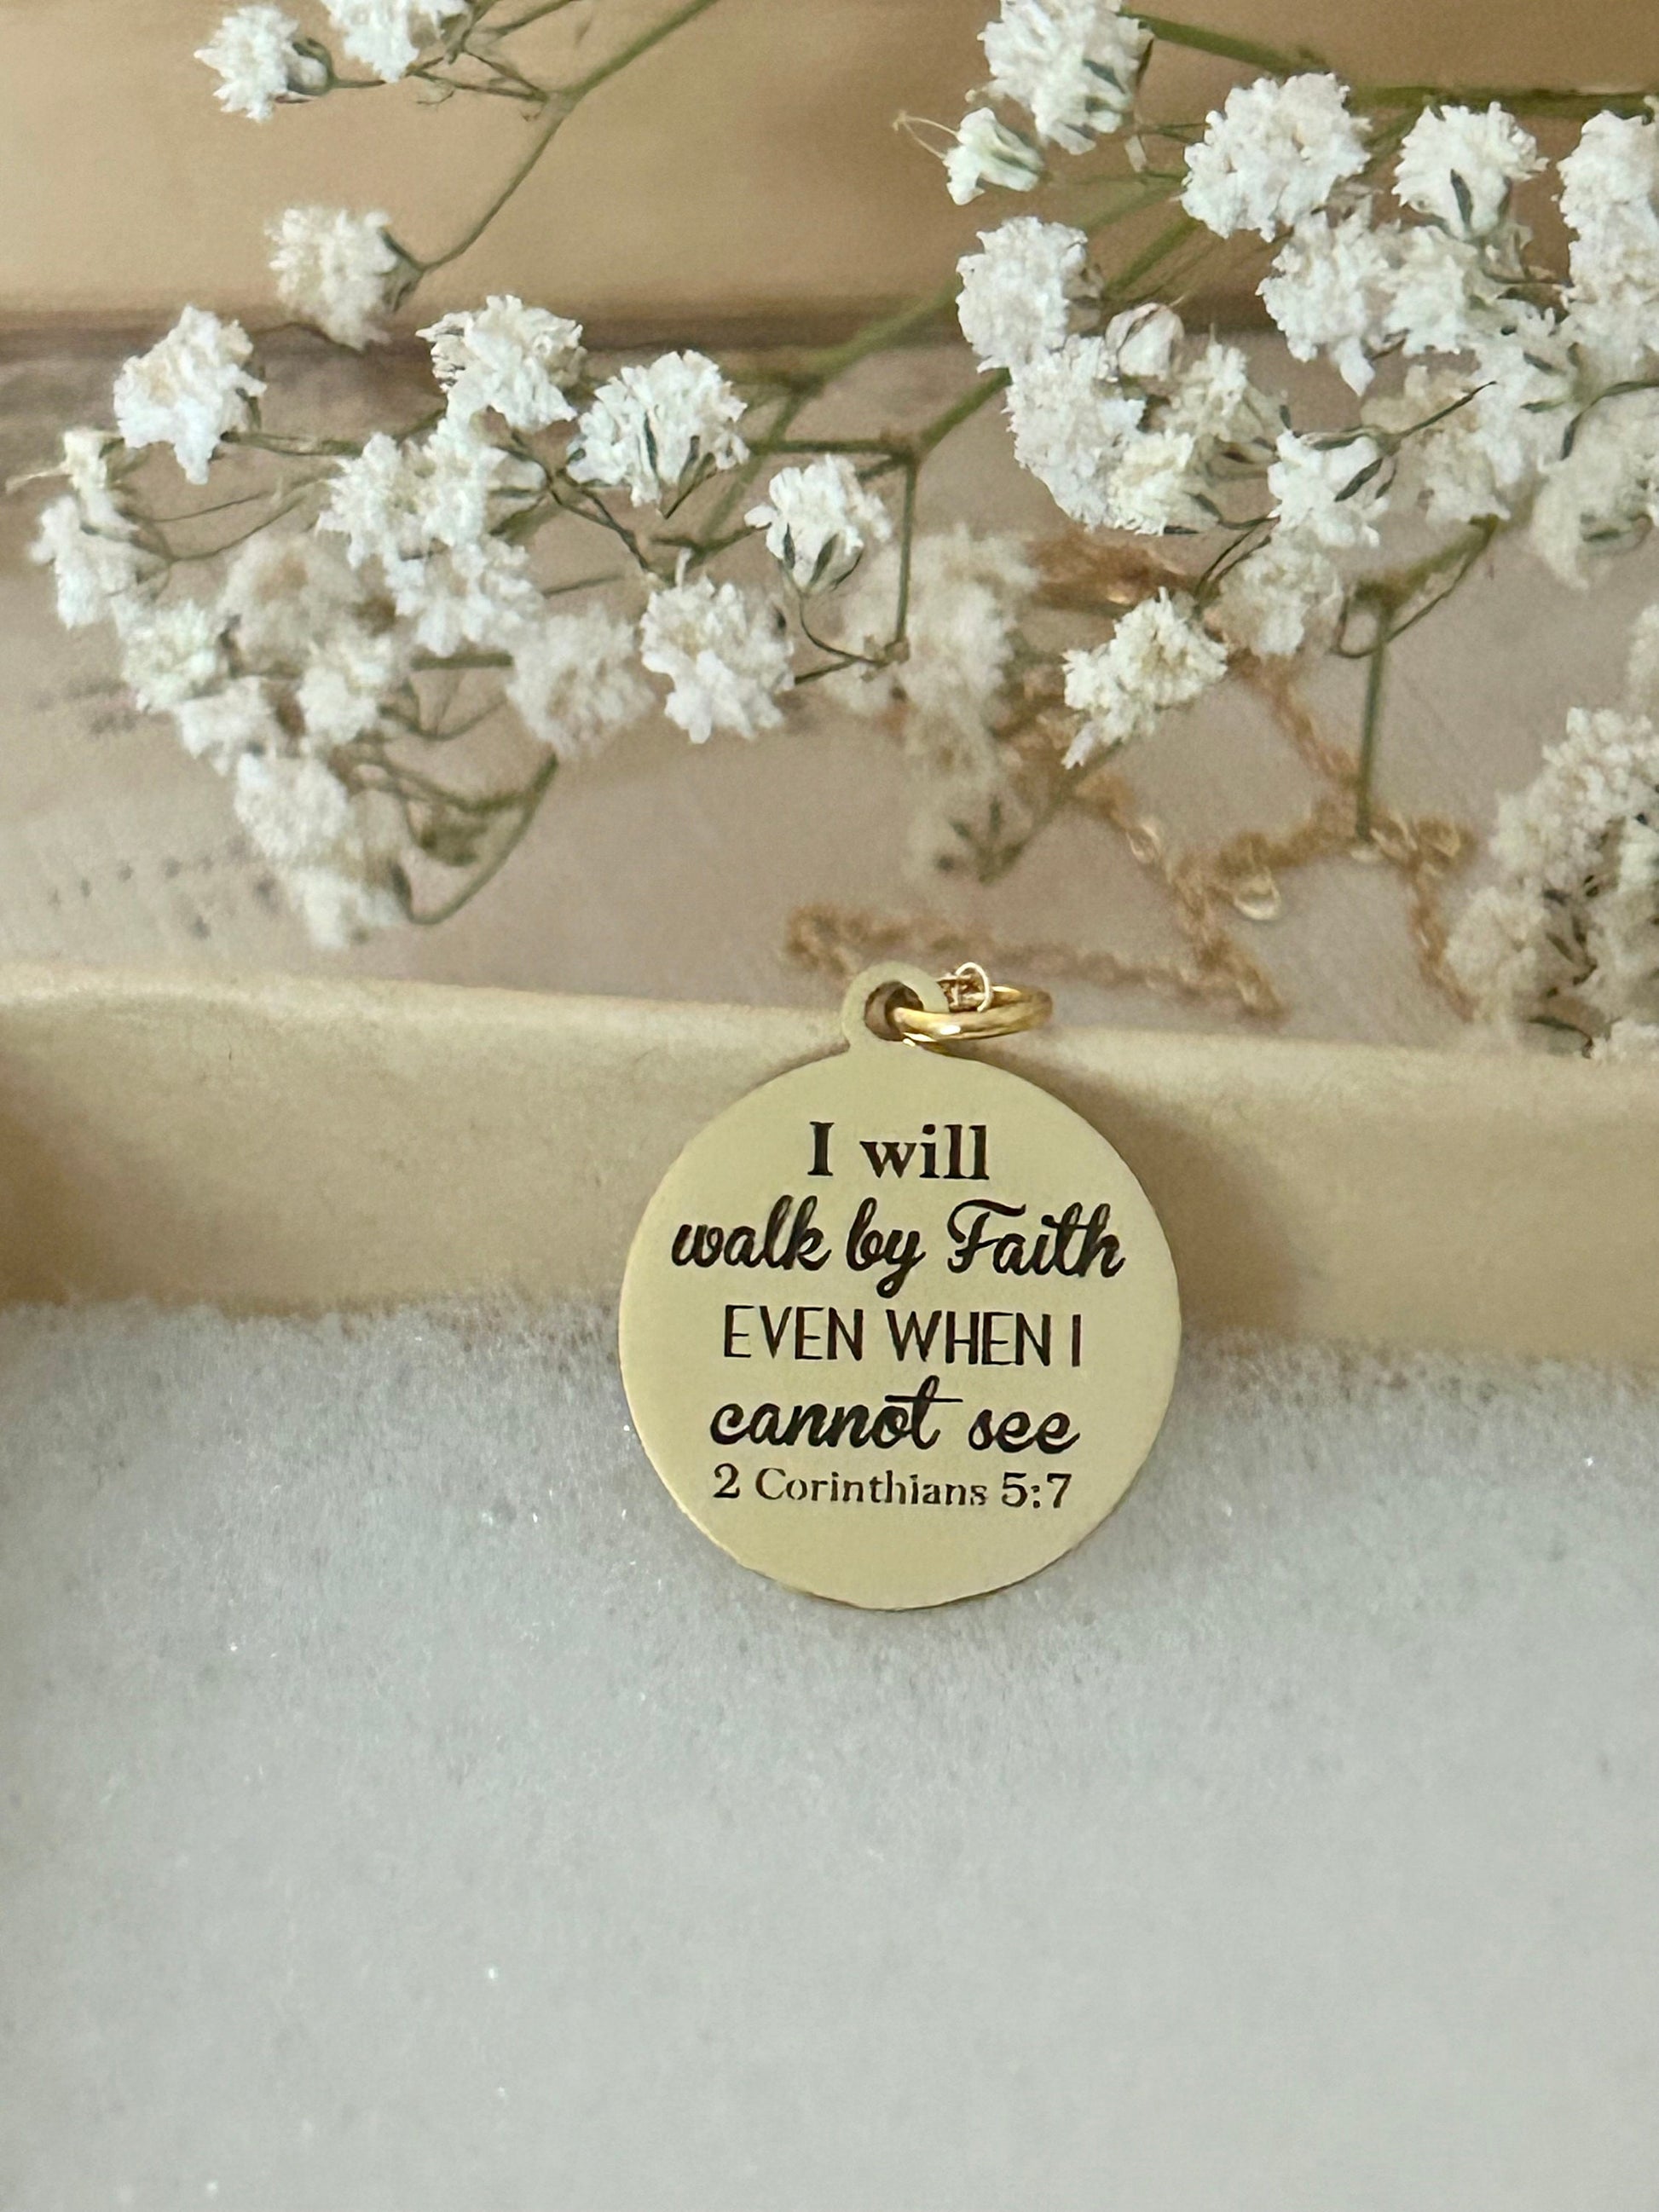 I will
walk by Faith
EVEN WHEN I
cannot see
2 Corinthians 5:7